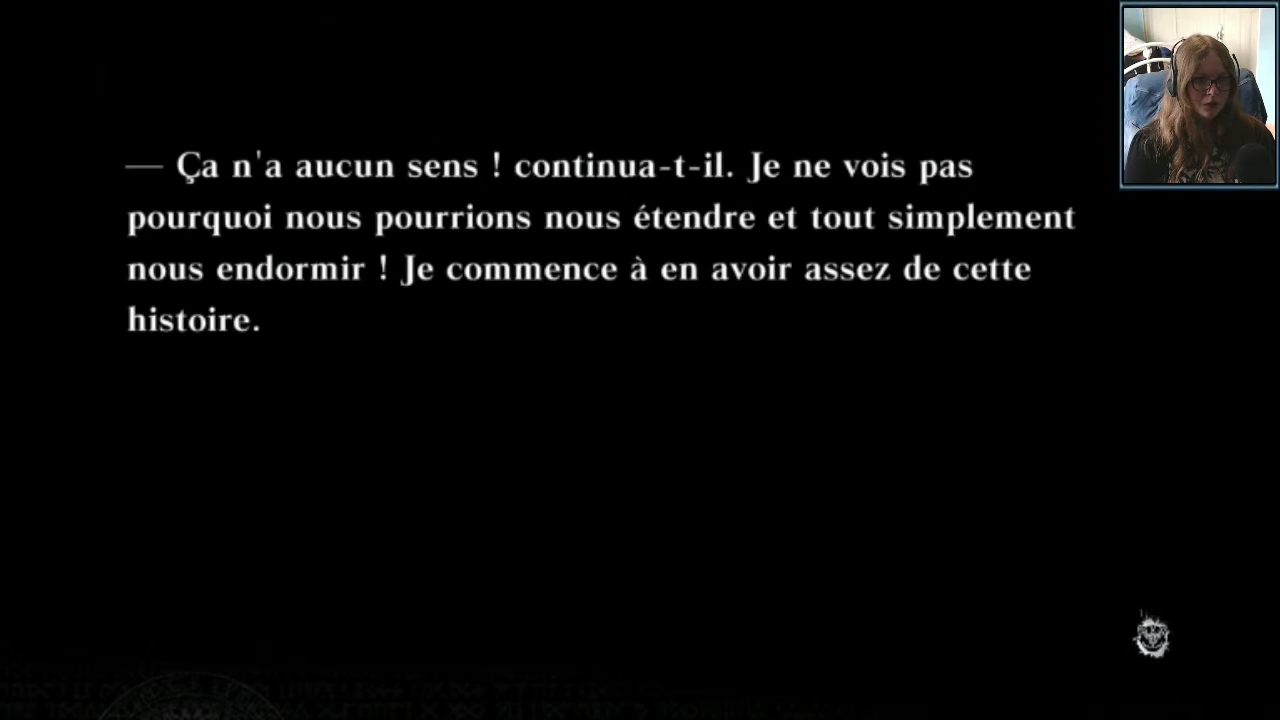 — Ça n'a aucun sens ! continua-t-il. Je ne vois pas
pourquoi nous pourrions nous étendre et tout simplement
nous endormir ! Je commence à en avoir assez de cette
histoire.